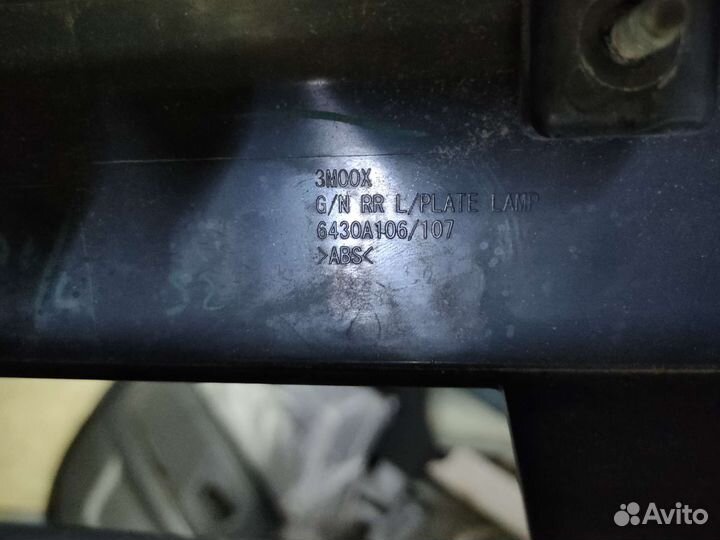 3M00X
G/N RR L/PLATE LAMP
6430A106/107
>ABS<
Avito